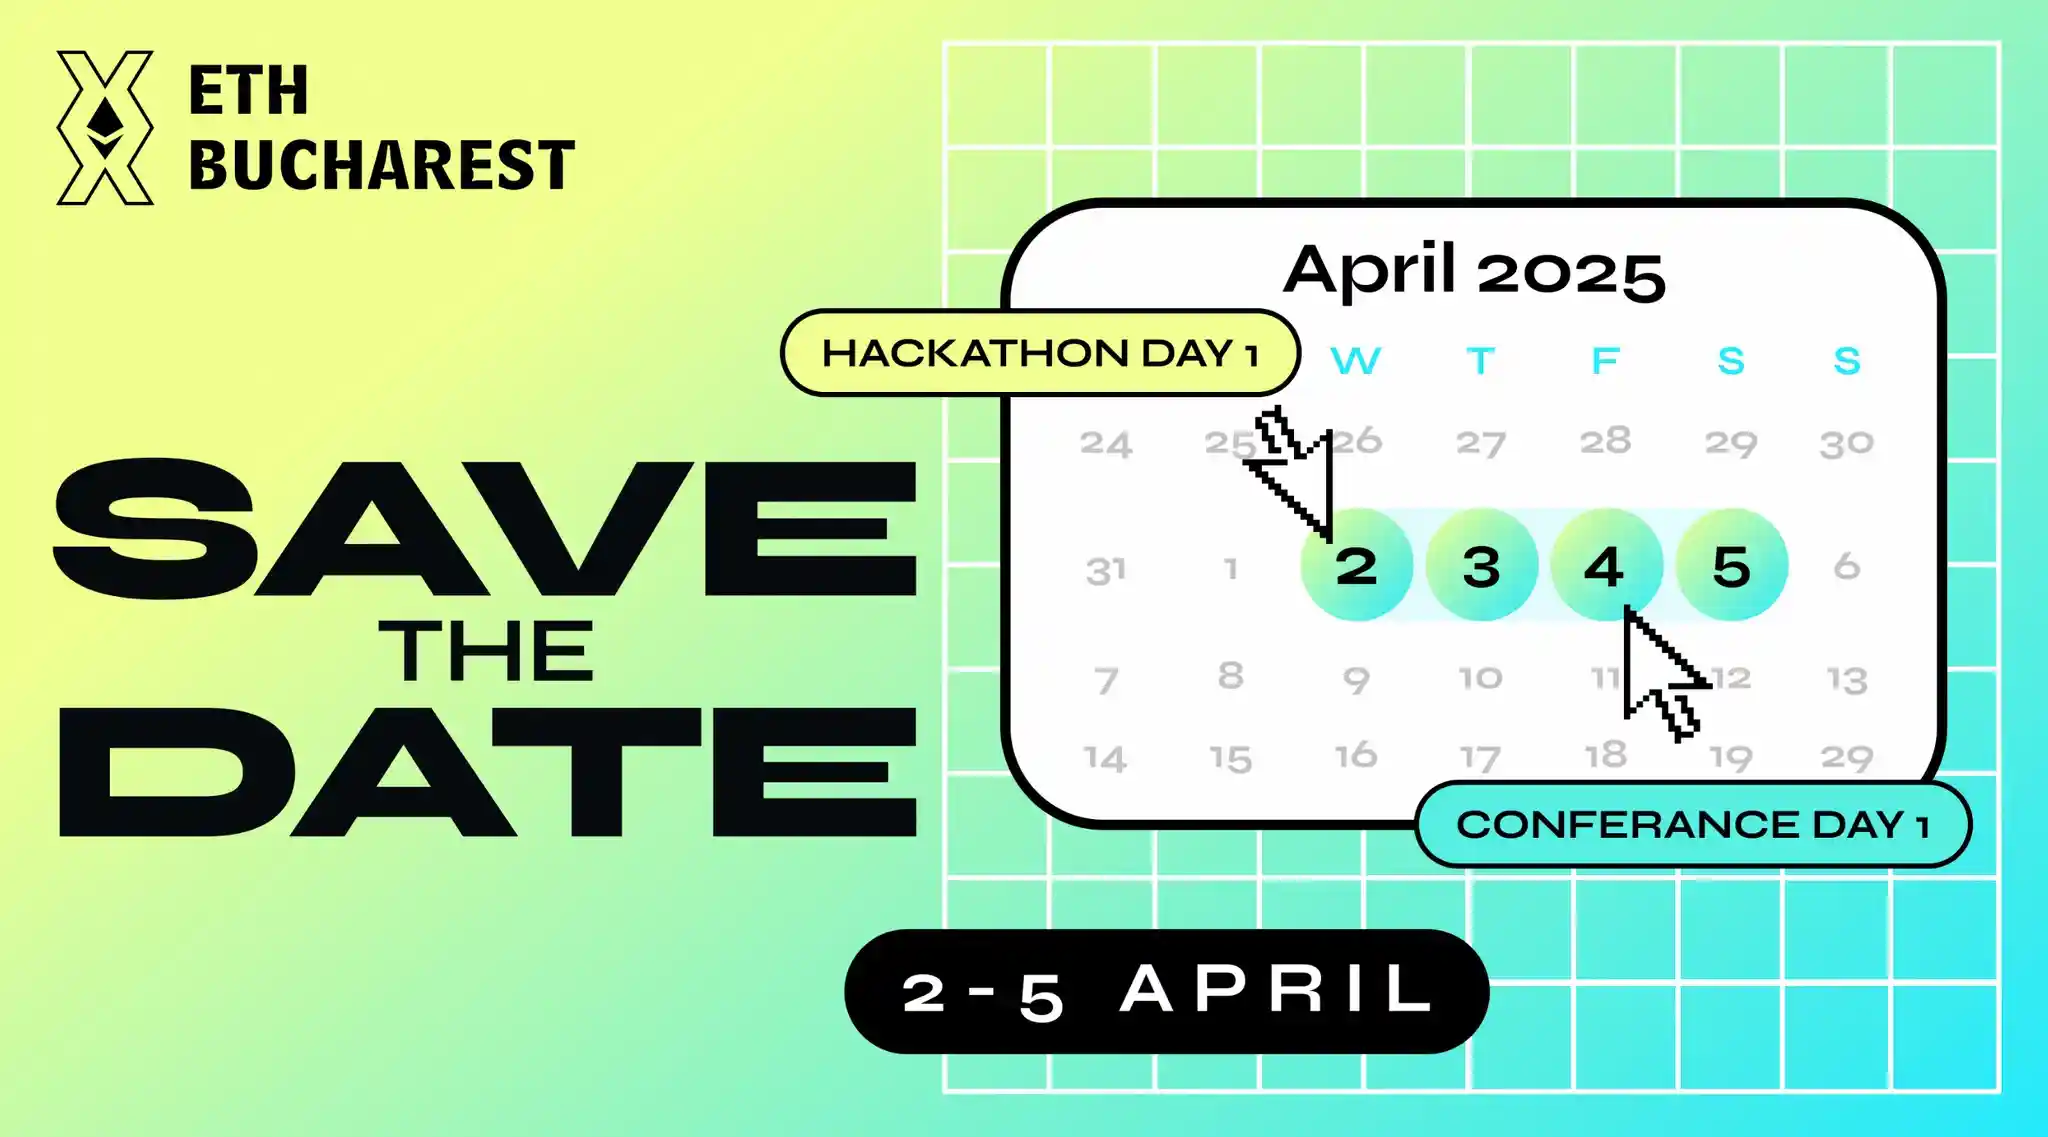 ETH
BUCHAREST
SAVE
THE
DATE
April 2025
HACKATHON DAY 1
W T F S S
24 25 26 27 28 29 30
31 1 2 3 4 5 6
7 8 9 10 11 12 13
14 15 16 17 18 19 29
CONFERANCE DAY 1
2-5 APRIL